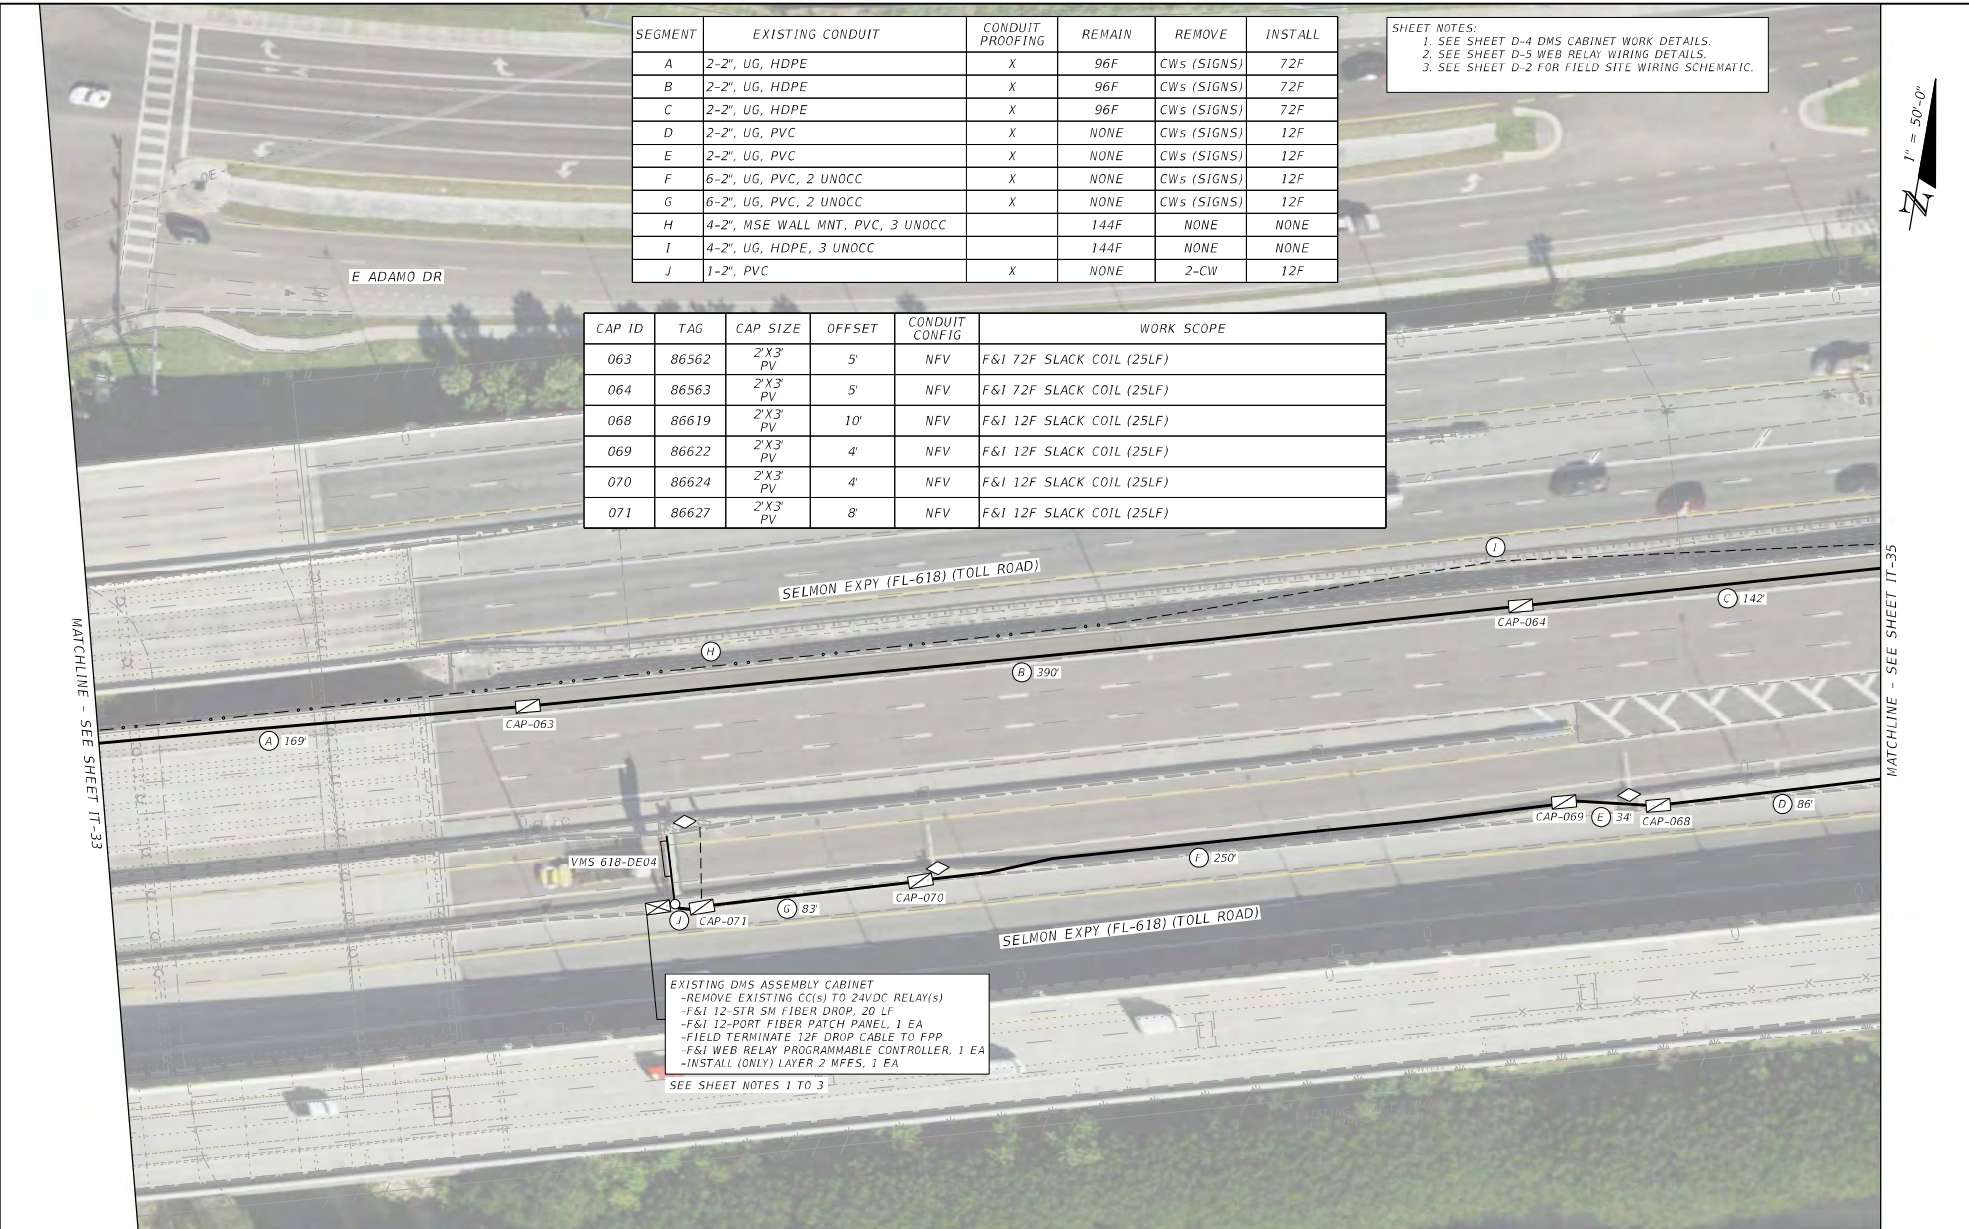 SEGMENT EXISTING CONDUIT CONDUIT PROOFING REMAIN REMOVE INSTALL
A 2-2", UG, HDPE X 96F CWs (SIGNS) 72F
B 2-2", UG, HDPE X 96F CWs (SIGNS) 72F
C 2-2", UG, HDPE X 96F CWs (SIGNS) 72F
D 2-2", UG, PVC X NONE CWs (SIGNS) 12F
E 2-2", UG, PVC X NONE CWs (SIGNS) 12F
F 6-2", UG, PVC, 2 UNOCC X NONE CWs (SIGNS) 12F
G 6-2", UG, PVC, 2 UNOCC X NONE CWs (SIGNS) 12F
H 4-2", MSE WALL MNT, PVC, 3 UNOCC 144F NONE NONE
I 4-2", UG, HDPE, 3 UNOCC 144F NONE NONE
J 1-2", PVC X NONE 2-CW 12F
SHEET NOTES:
1. SEE SHEET D-4 DMS CABINET WORK DETAILS.
2. SEE SHEET D-5 WEB RELAY WIRING DETAILS.
3. SEE SHEET D-2 FOR FIELD SITE WIRING SCHEMATIC.
1" = 50'-0"
Z
OE
OE
E ADAMO DR
CAP ID TAG CAP SIZE OFFSET CONDUIT CONFIG WORK SCOPE
063 86562 2'X3' PV 5' NFV F&I 72F SLACK COIL (25LF)
064 86563 2'X3' PV 5' NFV F&I 72F SLACK COIL (25LF)
068 86619 2'X3' PV 10' NFV F&I 12F SLACK COIL (25LF)
069 86622 2'X3' PV 4' NFV F&I 12F SLACK COIL (25LF)
070 86624 2'X3' PV 4' NFV F&I 12F SLACK COIL (25LF)
071 86627 2'X3' PV 8' NFV F&I 12F SLACK COIL (25LF)
SELMON EXPY (FL-618) (TOLL ROAD)
I
C 142'
CAP-064
H
B 390'
CAP-063
A 169'
MATCHLINE - SEE SHEET IT-33
MATCHLINE - SEE SHEET IT-35
D 86'
CAP-069
E 34'
CAP-068
VMS 618-DE04
F 250'
CAP-070
G 83'
J
CAP-071
SELMON EXPY (FL-618) (TOLL ROAD)
EXISTING DMS ASSEMBLY CABINET
-REMOVE EXISTING CC(s) TO 24VDC RELAY(s)
-F&I 12-STR SM FIBER DROP, 20 LF
-F&I 12-PORT FIBER PATCH PANEL, 1 EA
-FIELD TERMINATE 12F DROP CABLE TO FPP
-F&I WEB RELAY PROGRAMMABLE CONTROLLER, 1 EA
-INSTALL (ONLY) LAYER 2 MFES, 1 EA
SEE SHEET NOTES 1 TO 3